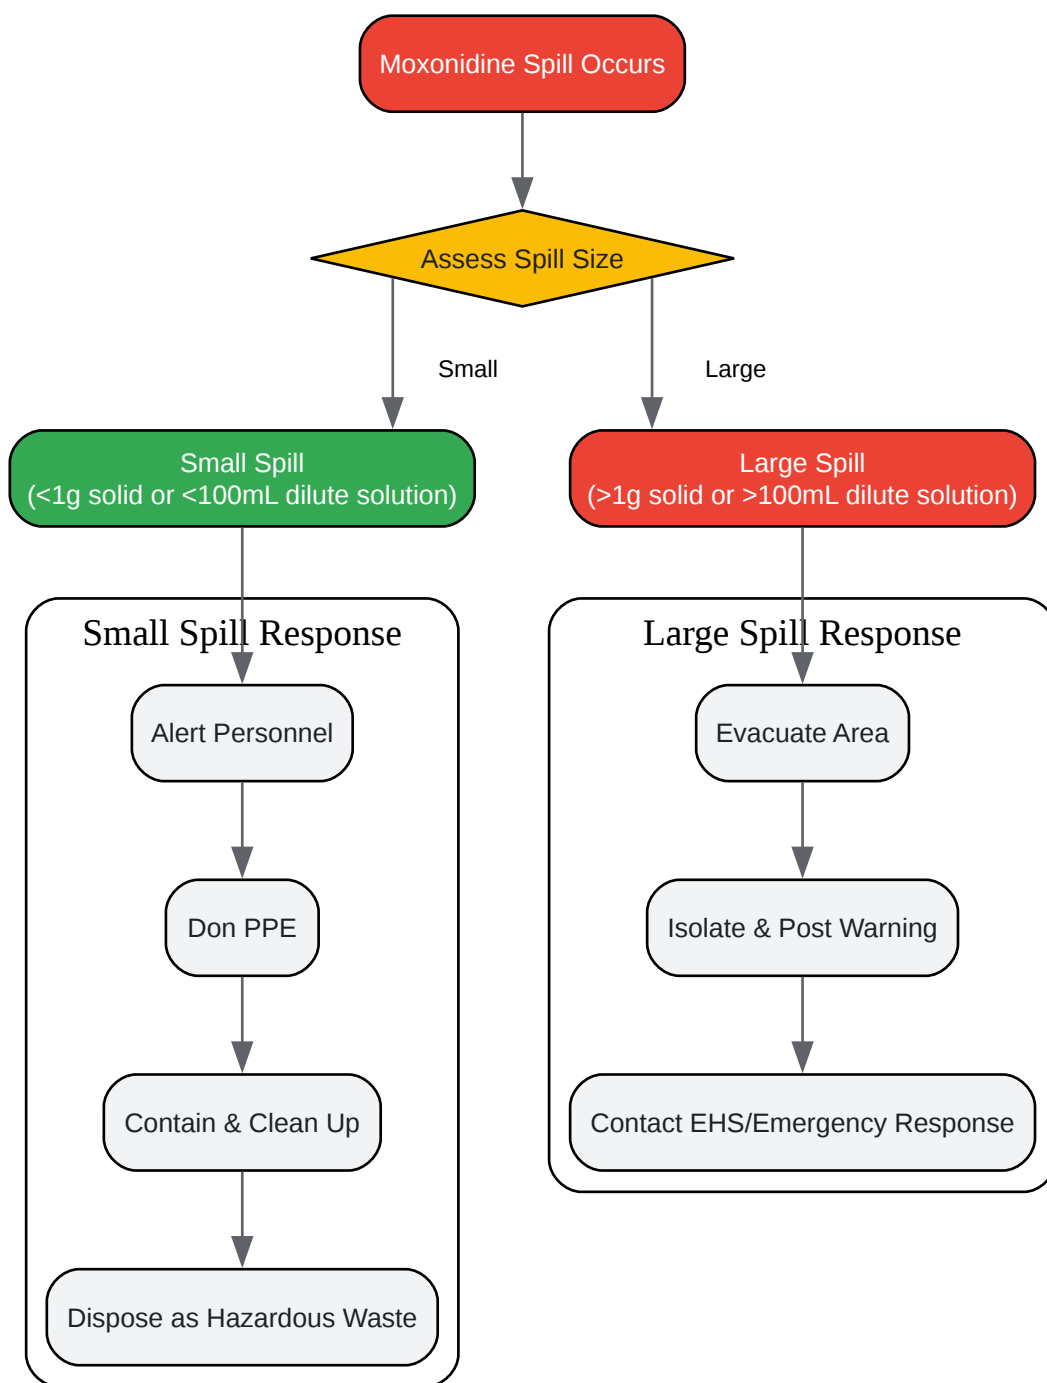 Moxonidine Spill Occurs
Assess Spill Size
Small
Large
Small Spill
(<1g solid or <100mL dilute solution)
Large Spill
(>1g solid or >100mL dilute solution)
Small Spill Response
Alert Personnel
Don PPE
Contain & Clean Up
Dispose as Hazardous Waste
Large Spill Response
Evacuate Area
Isolate & Post Warning
Contact EHS/Emergency Response